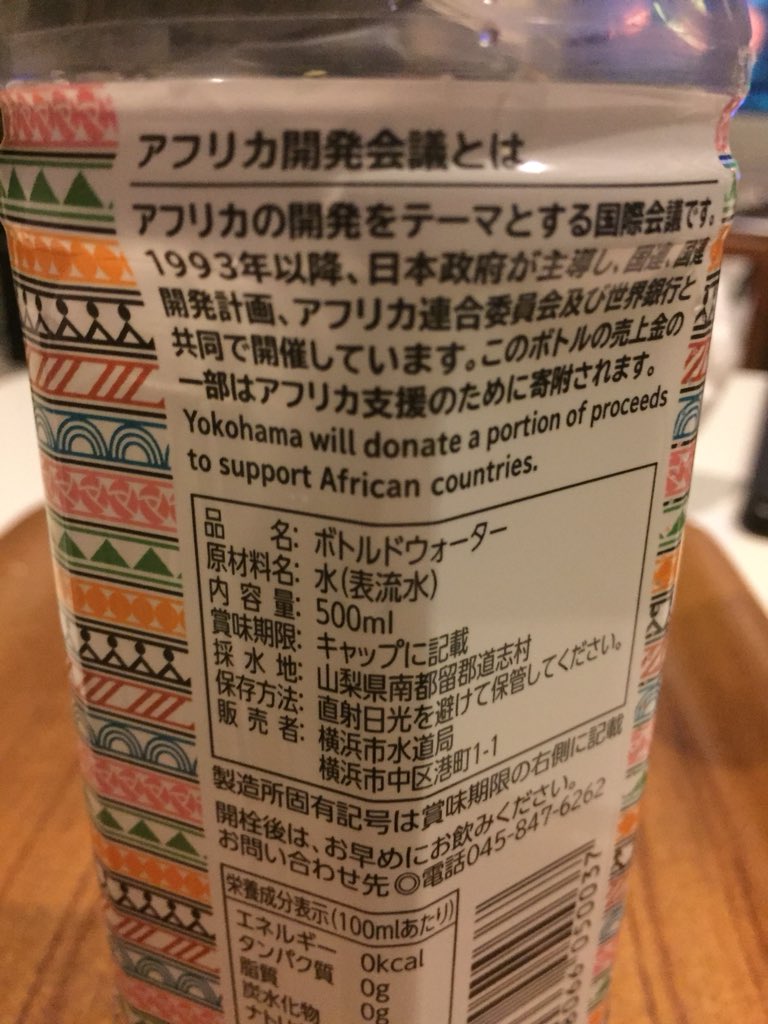 アフリカ開発会議とは
アフリカの開発をテーマとする国際会議です。
1993年以降、日本政府が主導し、国連、国連
開発計画、アフリカ連合委員会及び世界銀行と
共同で開催しています。このボトルの売上金の
一部はアフリカ支援のために寄附されます。
Yokohama will donate a portion of proceeds
to support African countries.
品名: ボトルドウォーター
原材料名: 水(表流水)
内容量: 500ml
賞味期限: キャップに記載
採水地: 山梨県南都留郡道志村
保存方法: 直射日光を避けて保管してください。
販売者: 横浜市水道局
横浜市中区港町1-1
製造所固有記号は賞味期限の右側に記載
開栓後は、お早めにお飲みください。
お問い合わせ先 ◎電話045-847-6262
栄養成分表示(100mlあたり)
エネルギー 0kcal
タンパク質 0g
脂質 0g
炭水化物
050037